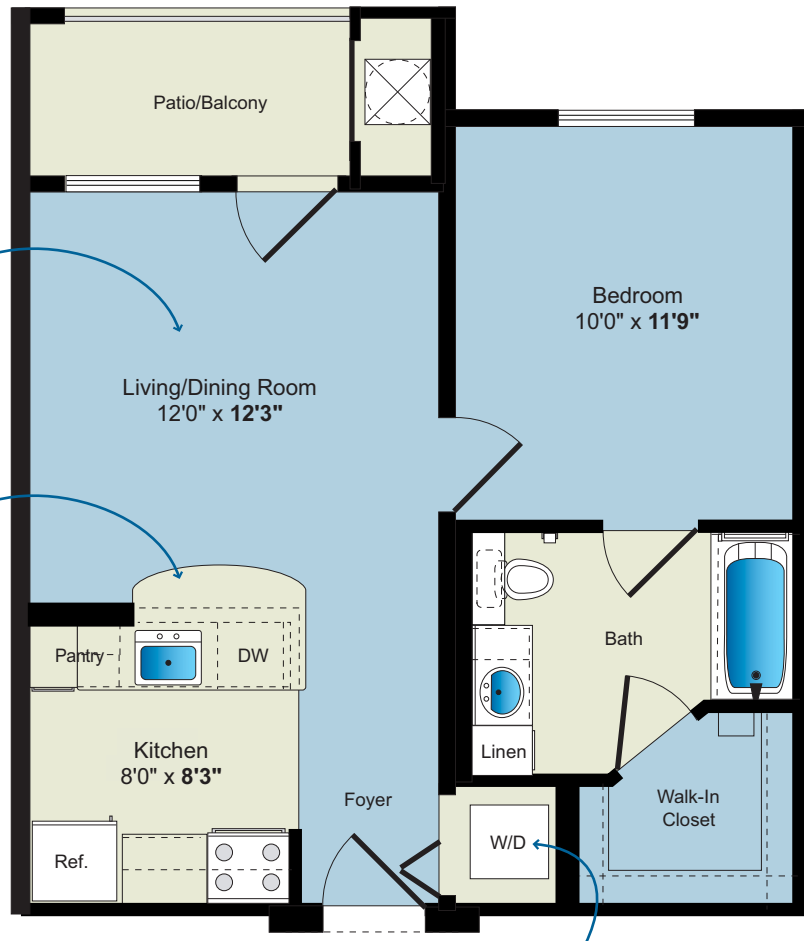 Patio/Balcony
Bedroom
10'0" x 11'9"
Living/Dining Room
12'0" x 12'3"
Pantry
DW
Bath
Kitchen
8'0" x 8'3"
Linen
Foyer
Walk-In
Closet
W/D
Ref.